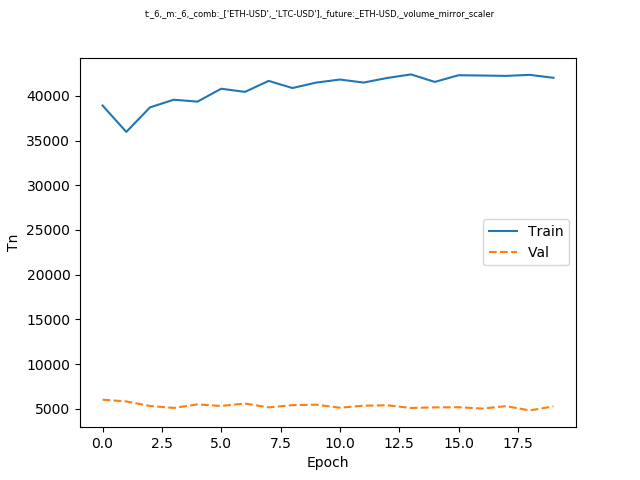 t:_6,_m:_6,_comb:_['ETH-USD',_'LTC-USD'],_future:_ETH-USD,_volume_mirror_scaler
40000
35000
30000
25000
20000
15000
10000
5000
Tn
Train
Val
0.0 2.5 5.0 7.5 10.0 12.5 15.0 17.5
Epoch